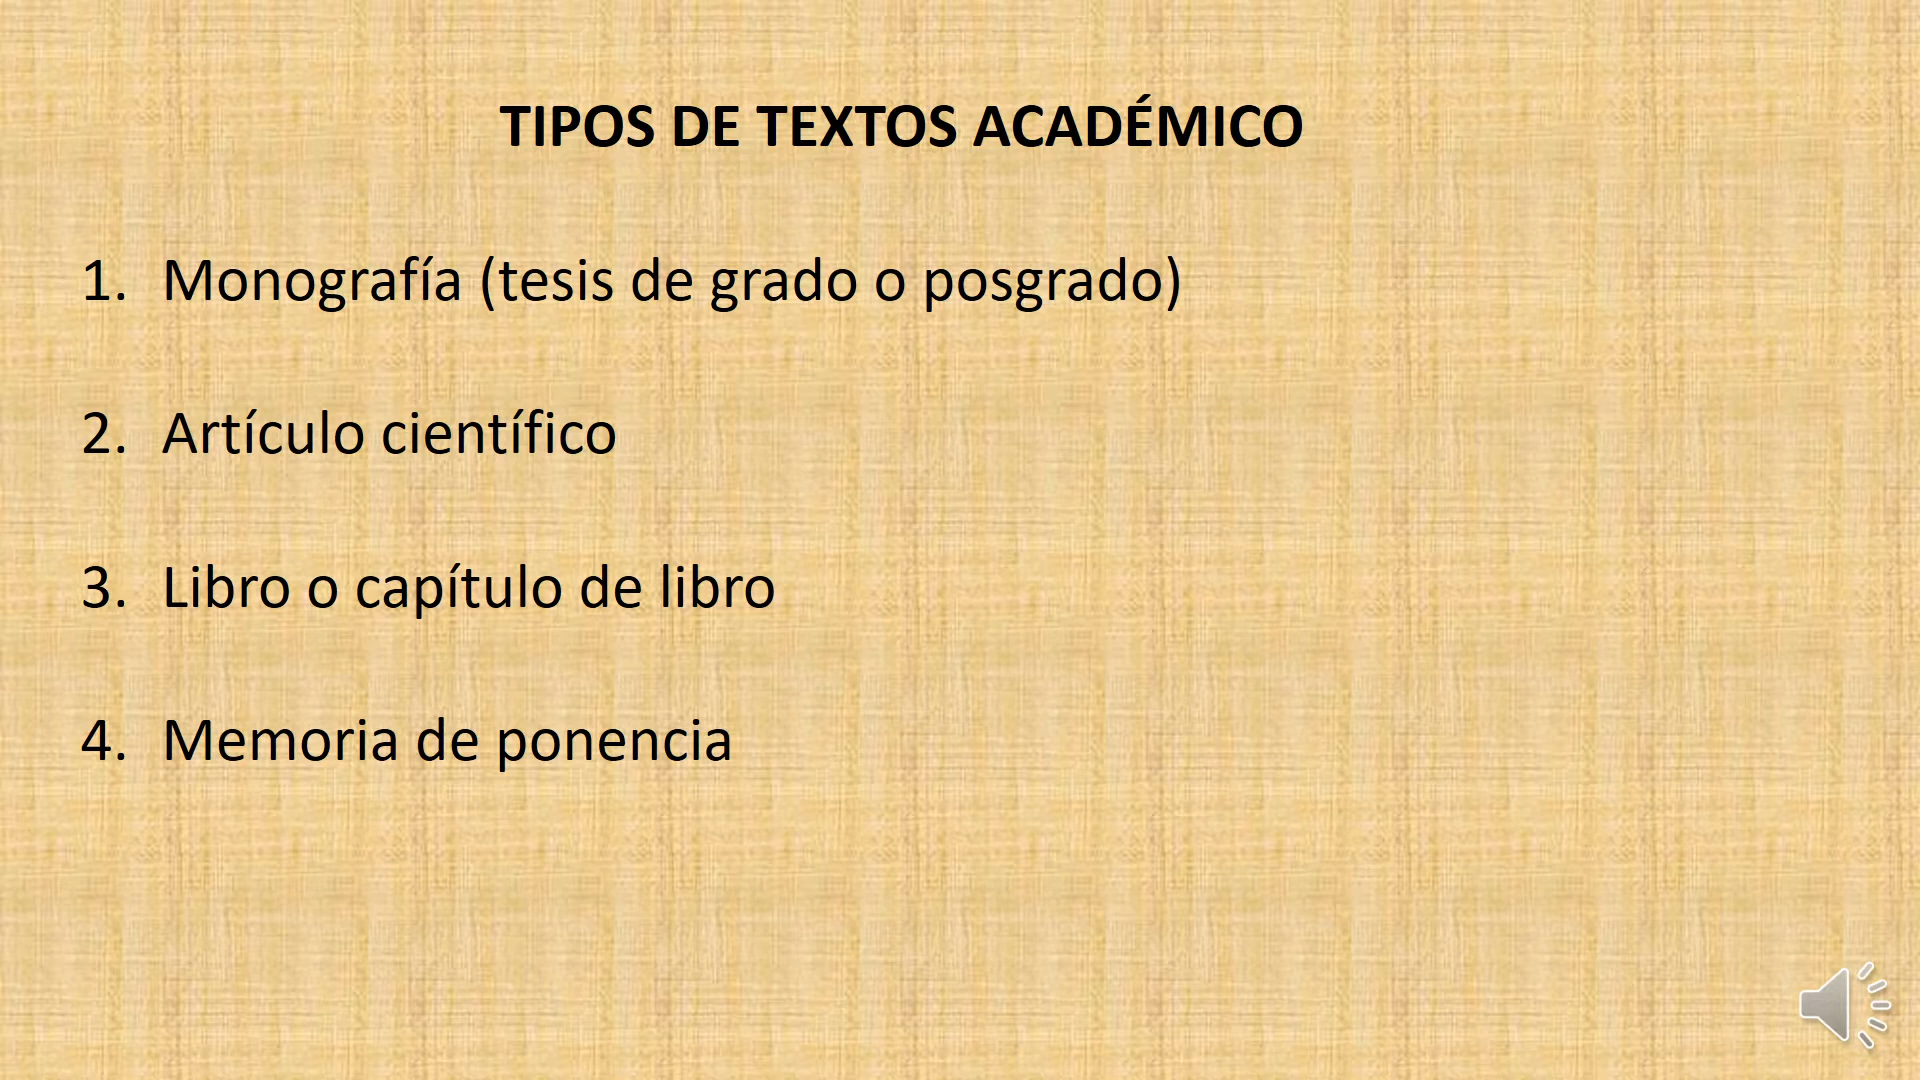 TIPOS DE TEXTOS ACADÉMICO
1. Monografía (tesis de grado o posgrado)
2. Artículo científico
3. Libro o capítulo de libro
4. Memoria de ponencia